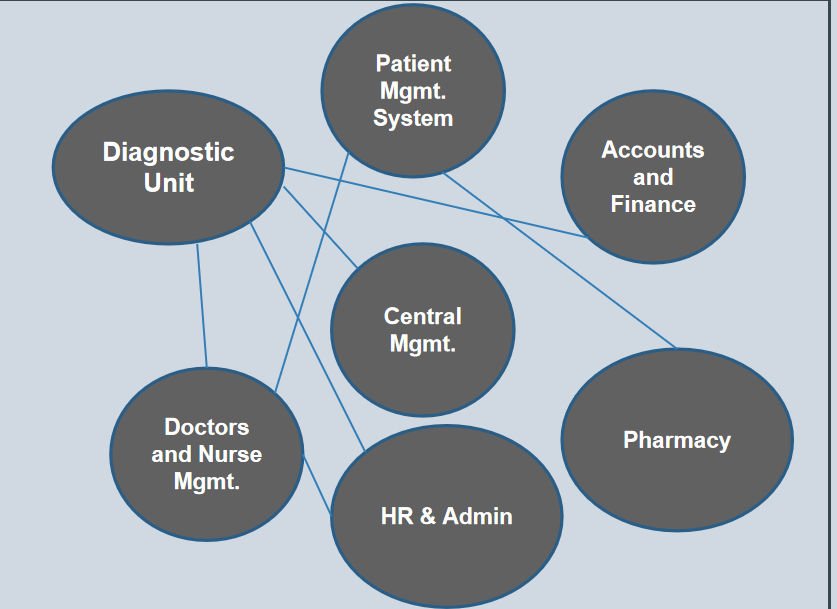 Patient
Mgmt.
System
Diagnostic
Unit
Accounts
and
Finance
Central
Mgmt.
Doctors
and Nurse
Mgmt.
Pharmacy
HR & Admin